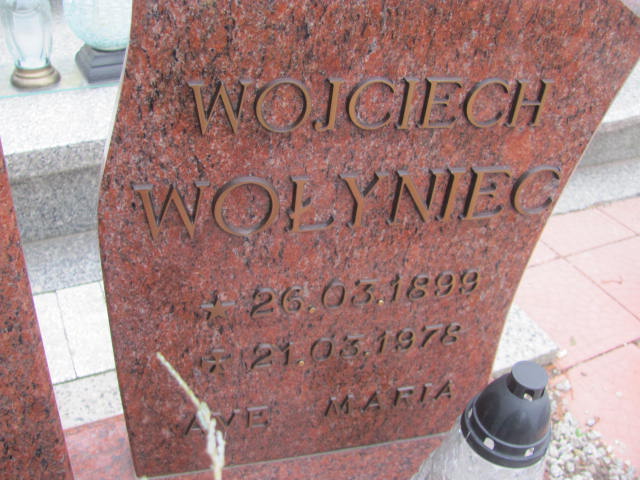 WOJCIECH
WOŁYNIEC
* 26.03.1899
✝ 21.03.1978
AVE MARIA